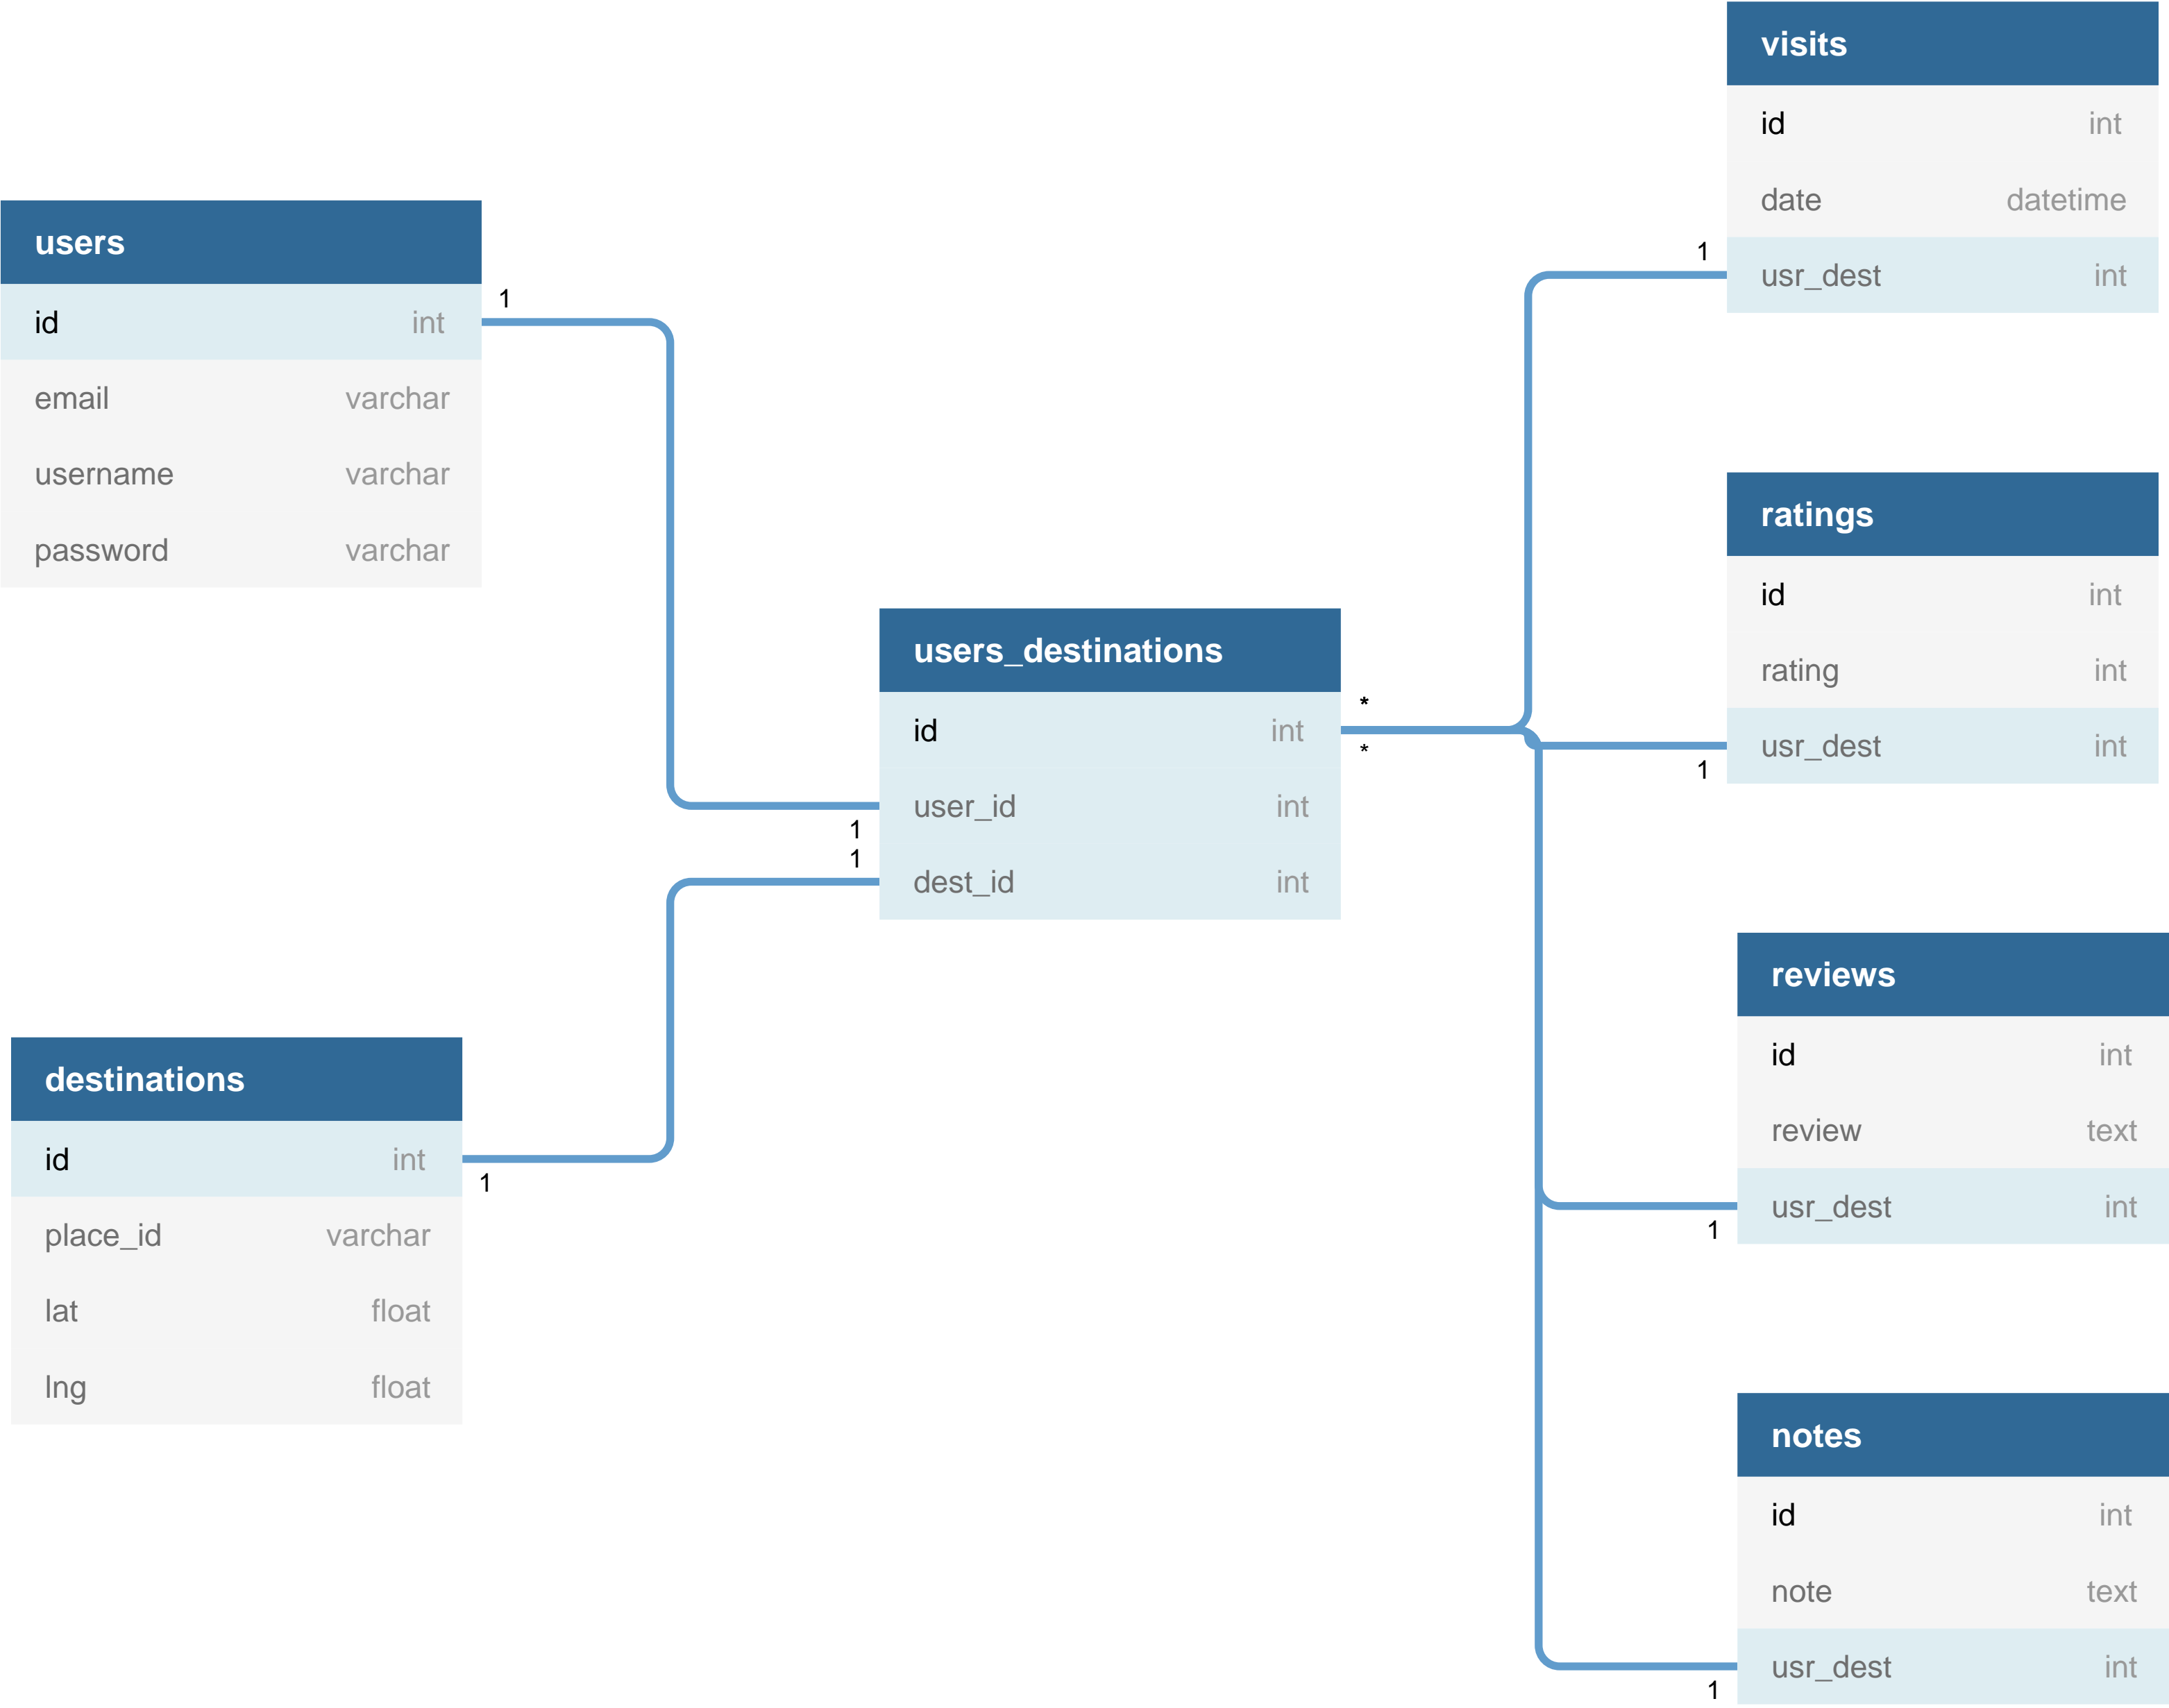 users
id int
email varchar
username varchar
password varchar
1
destinations
id int
place_id varchar
lat float
lng float
1
users_destinations
id int
user_id int
dest_id int
1
1
*
*
visits
id int
date datetime
usr_dest int
1
ratings
id int
rating int
usr_dest int
1
reviews
id int
review text
usr_dest int
1
notes
id int
note text
usr_dest int
1